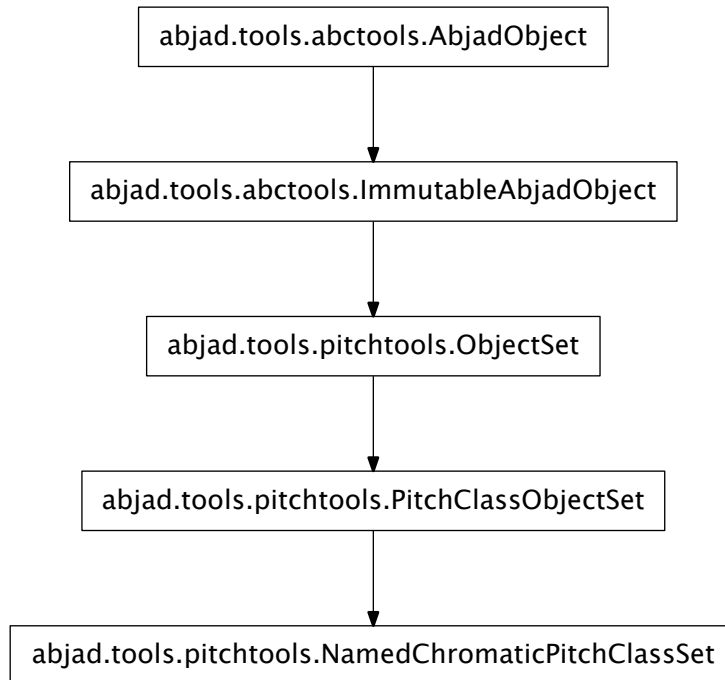 abjad.tools.abctools.AbjadObject
abjad.tools.abctools.ImmutableAbjadObject
abjad.tools.pitchtools.ObjectSet
abjad.tools.pitchtools.PitchClassObjectSet
abjad.tools.pitchtools.NamedChromaticPitchClassSet